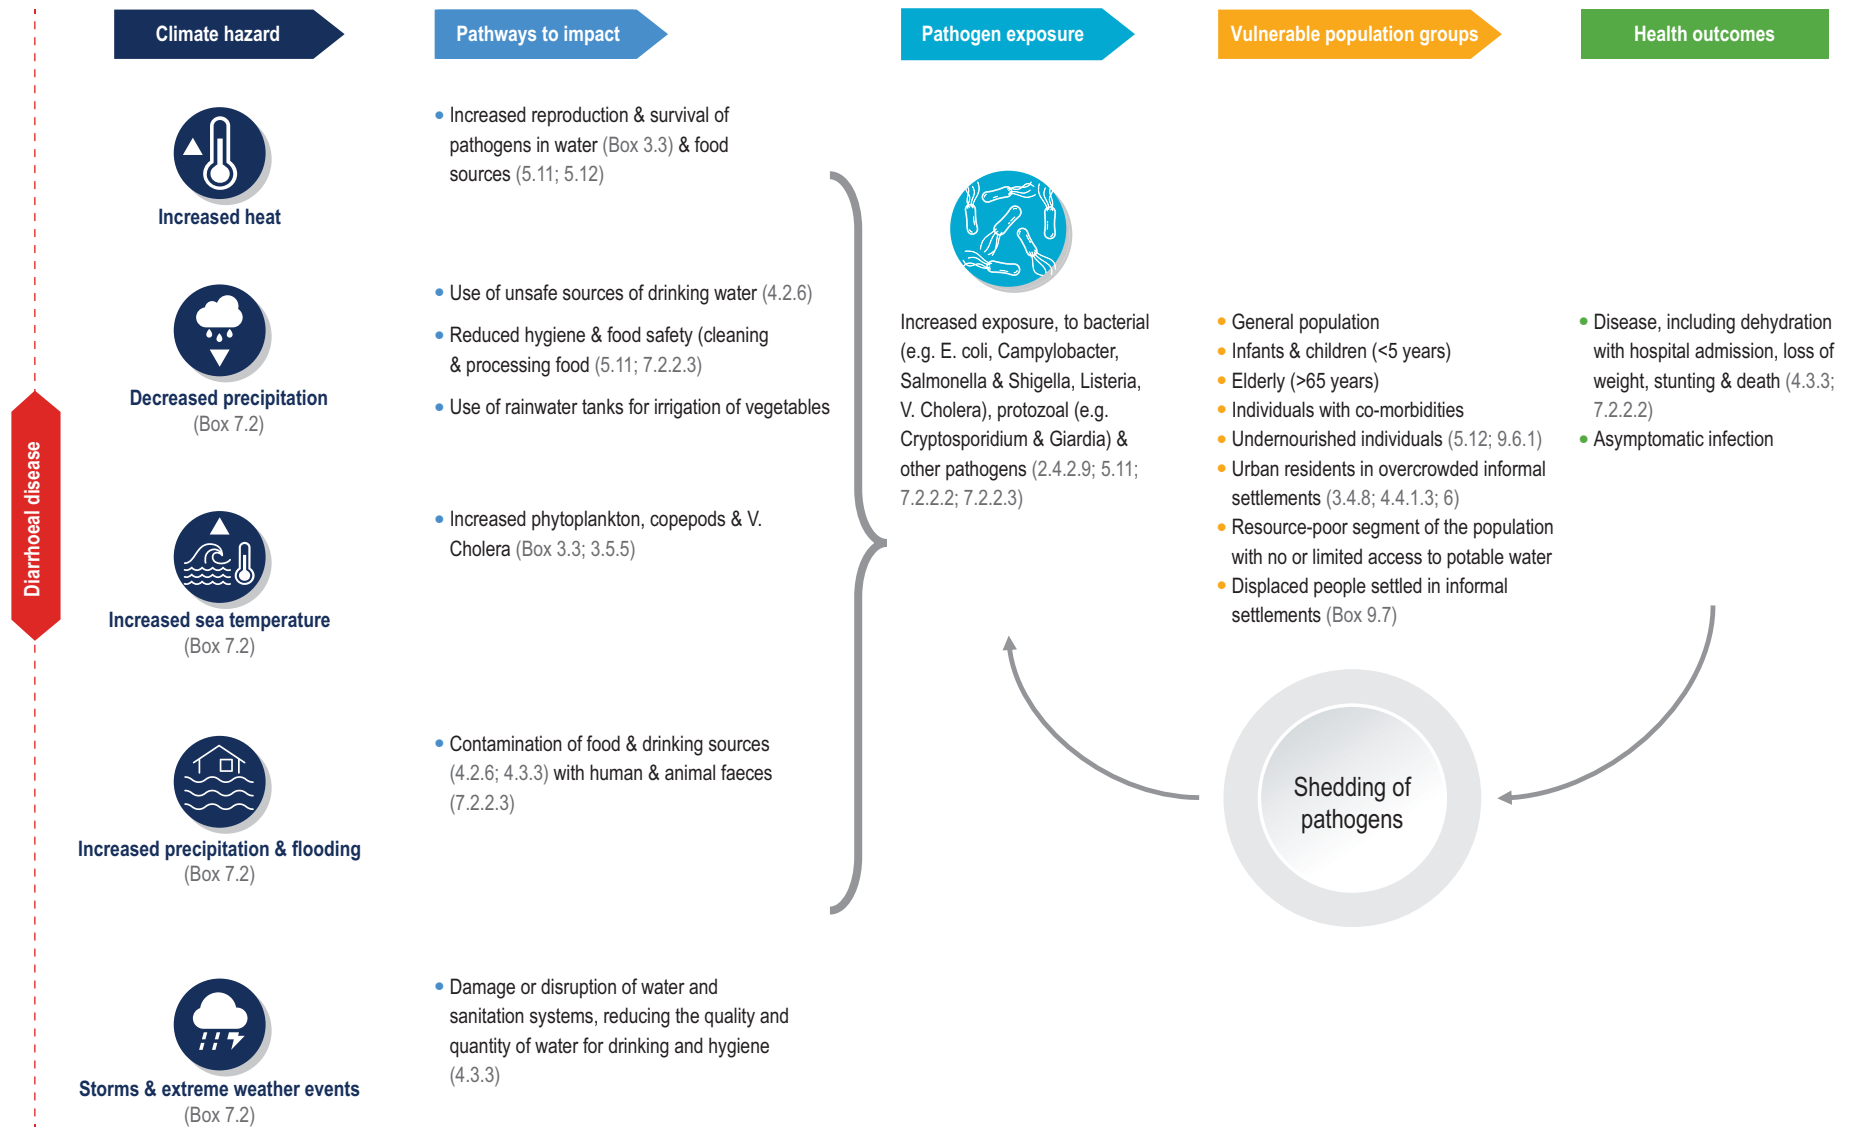 Climate hazard
Pathways to impact
Pathogen exposure
Vulnerable population groups
Health outcomes
Diarrhoeal disease
Increased heat
• Increased reproduction & survival of
pathogens in water (Box 3.3) & food
sources (5.11; 5.12)
Decreased precipitation
(Box 7.2)
• Use of unsafe sources of drinking water (4.2.6)
• Reduced hygiene & food safety (cleaning
& processing food (5.11; 7.2.2.3)
• Use of rainwater tanks for irrigation of vegetables
Increased sea temperature
(Box 7.2)
• Increased phytoplankton, copepods & V.
Cholera (Box 3.3; 3.5.5)
Increased precipitation & flooding
(Box 7.2)
• Contamination of food & drinking sources
(4.2.6; 4.3.3) with human & animal faeces
(7.2.2.3)
Storms & extreme weather events
(Box 7.2)
• Damage or disruption of water and
sanitation systems, reducing the quality and
quantity of water for drinking and hygiene
(4.3.3)
Increased exposure, to bacterial
(e.g. E. coli, Campylobacter,
Salmonella & Shigella, Listeria,
V. Cholera), protozoal (e.g.
Cryptosporidium & Giardia) &
other pathogens (2.4.2.9; 5.11;
7.2.2.2; 7.2.2.3)
• General population
• Infants & children (<5 years)
• Elderly (>65 years)
• Individuals with co-morbidities
• Undernourished individuals (5.12; 9.6.1)
• Urban residents in overcrowded informal
settlements (3.4.8; 4.4.1.3; 6)
• Resource-poor segment of the population
with no or limited access to potable water
• Displaced people settled in informal
settlements (Box 9.7)
• Disease, including dehydration
with hospital admission, loss of
weight, stunting & death (4.3.3;
7.2.2.2)
• Asymptomatic infection
Shedding of
pathogens